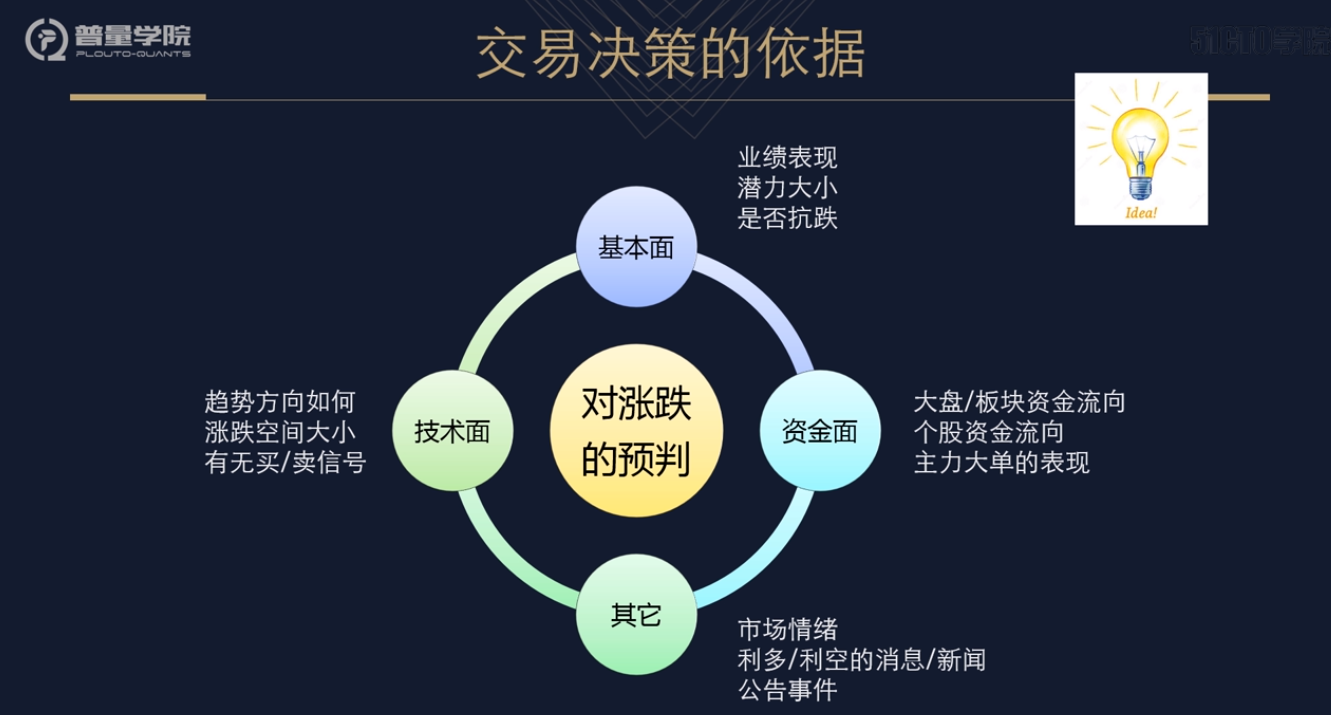 普量学院
PLOUTO-QUANTS
交易决策的依据
Idea!
业绩表现
潜力大小
是否抗跌
基本面
趋势方向如何
涨跌空间大小
有无买/卖信号
技术面
对涨跌
的预判
资金面
大盘/板块资金流向
个股资金流向
主力大单的表现
其它
市场情绪
利多/利空的消息/新闻
公告事件